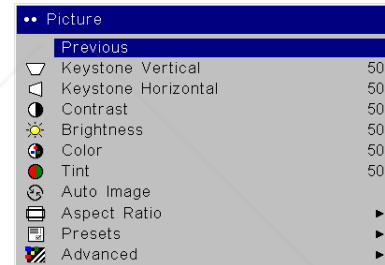 •• Picture
Previous
Keystone Vertical 50
Keystone Horizontal 50
Contrast 50
Brightness 50
Color 50
Tint 50
Auto Image
Aspect Ratio
Presets
Advanced